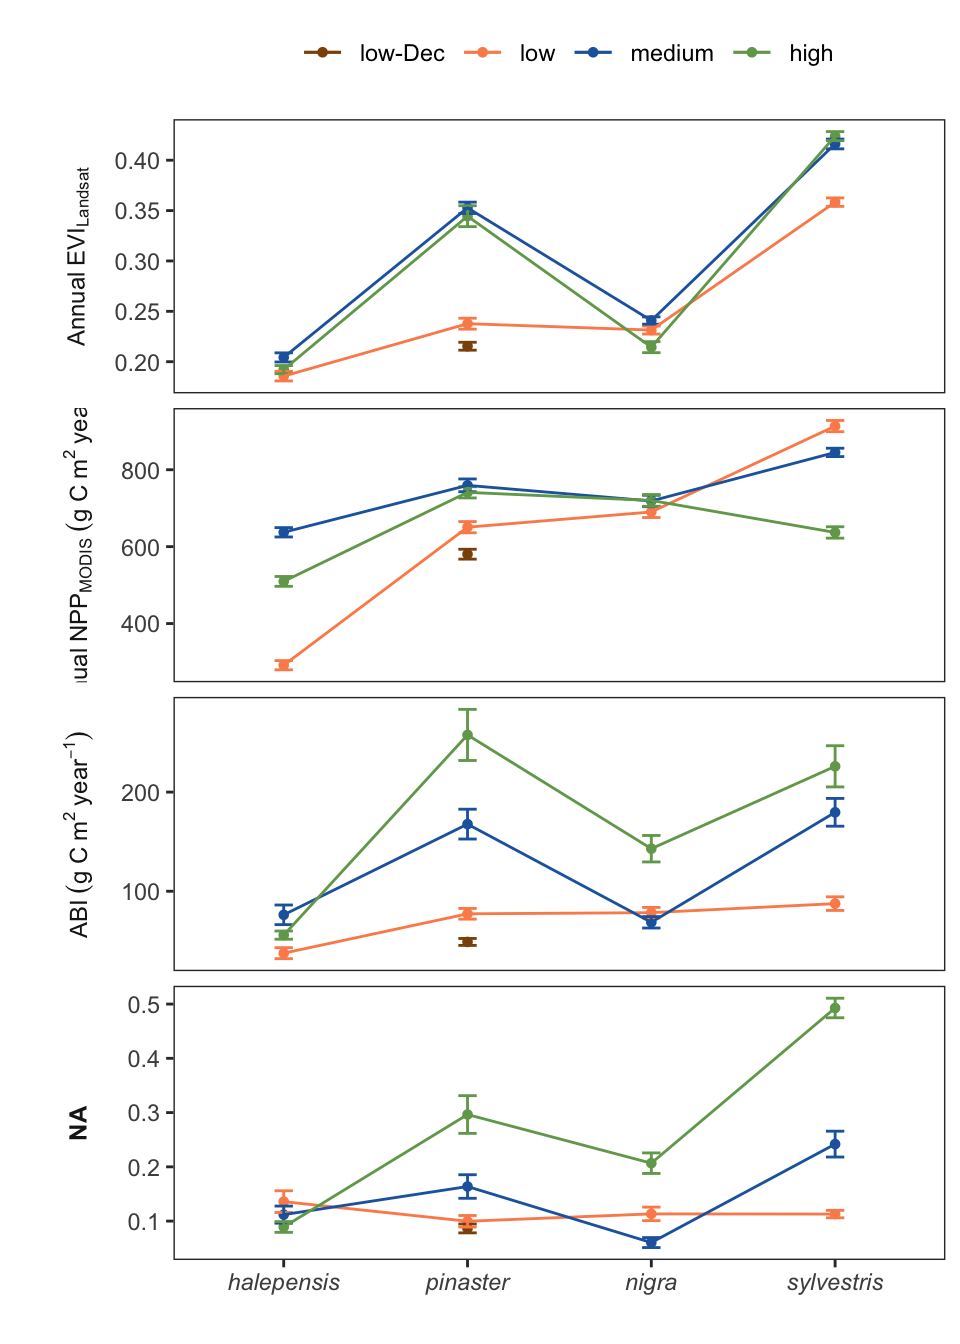 low-Dec low medium high
Annual EVILandsat
0.40
0.35
0.30
0.25
0.20
NPPMODIS (g C m2
800
600
400
ABI (g C m2 year−1)
200
100
NA
0.5
0.4
0.3
0.2
0.1
halepensis pinaster nigra sylvestris